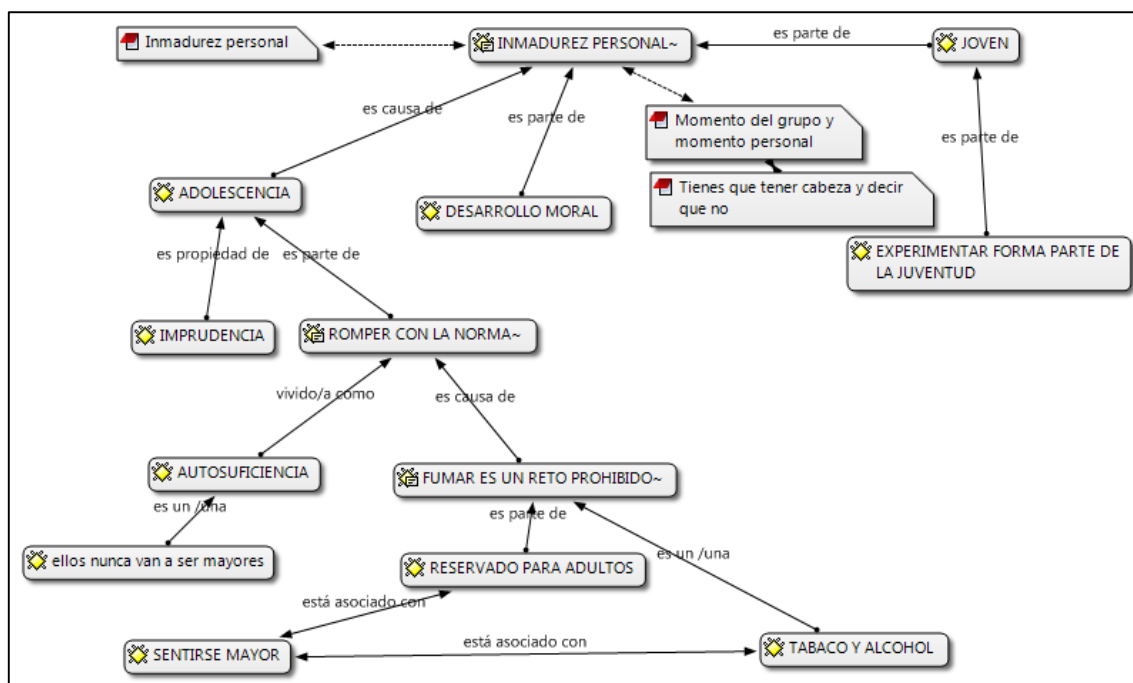 Inmadurez personal
INMADUREZ PERSONAL~
es parte de
JOVEN
es causa de
es parte de
Momento del grupo y
momento personal
es parte de
Tienes que tener cabeza y decir
que no
ADOLESCENCIA
DESARROLLO MORAL
es propiedad de
es parte de
EXPERIMENTAR FORMA PARTE DE
LA JUVENTUD
IMPRUDENCIA
ROMPER CON LA NORMA~
vivido/a como
es causa de
AUTOSUFICIENCIA
FUMAR ES UN RETO PROHIBIDO~
es un /una
es parte de
ellos nunca van a ser mayores
es un /una
RESERVADO PARA ADULTOS
está asociado con
SENTIRSE MAYOR
está asociado con
TABACO Y ALCOHOL